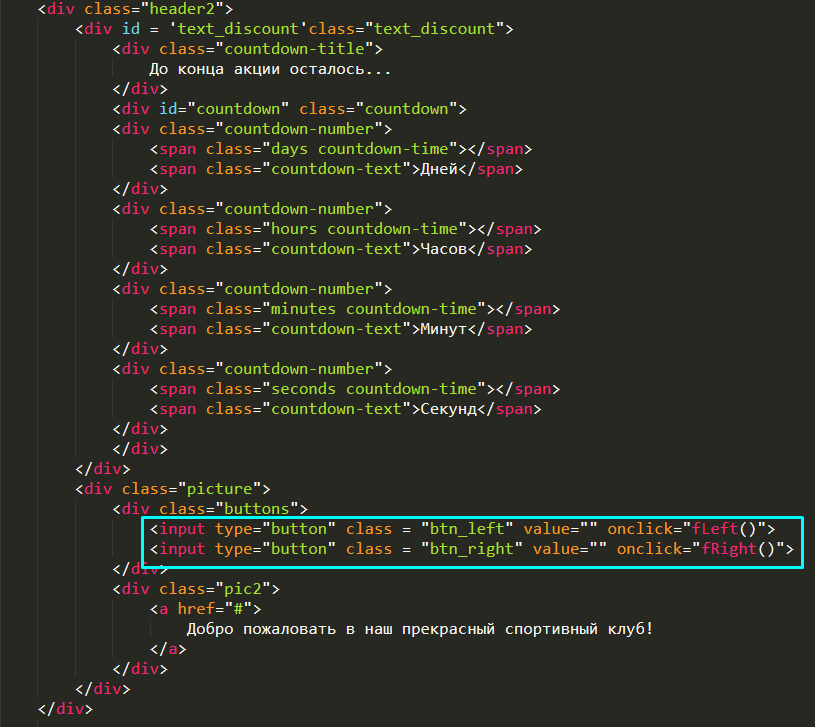 <div class="header2">
<div id = 'text_discount'class="text_discount">
<div class="countdown-title">
До конца акции осталось...
</div>
<div id="countdown" class="countdown">
<div class="countdown-number">
<span class="days countdown-time"></span>
<span class="countdown-text">Дней</span>
</div>
<div class="countdown-number">
<span class="hours countdown-time"></span>
<span class="countdown-text">Часов</span>
</div>
<div class="countdown-number">
<span class="minutes countdown-time"></span>
<span class="countdown-text">Минут</span>
</div>
<div class="countdown-number">
<span class="seconds countdown-time"></span>
<span class="countdown-text">Секунд</span>
</div>
</div>
</div>
<div class="picture">
<div class="buttons">
<input type="button" class = "btn_left" value="" onclick="fLeft()">
<input type="button" class = "btn_right" value="" onclick="fRight()">
</div>
<div class="pic2">
<a href="#">
Добро пожаловать в наш прекрасный спортивный клуб!
</a>
</div>
</div>
</div>